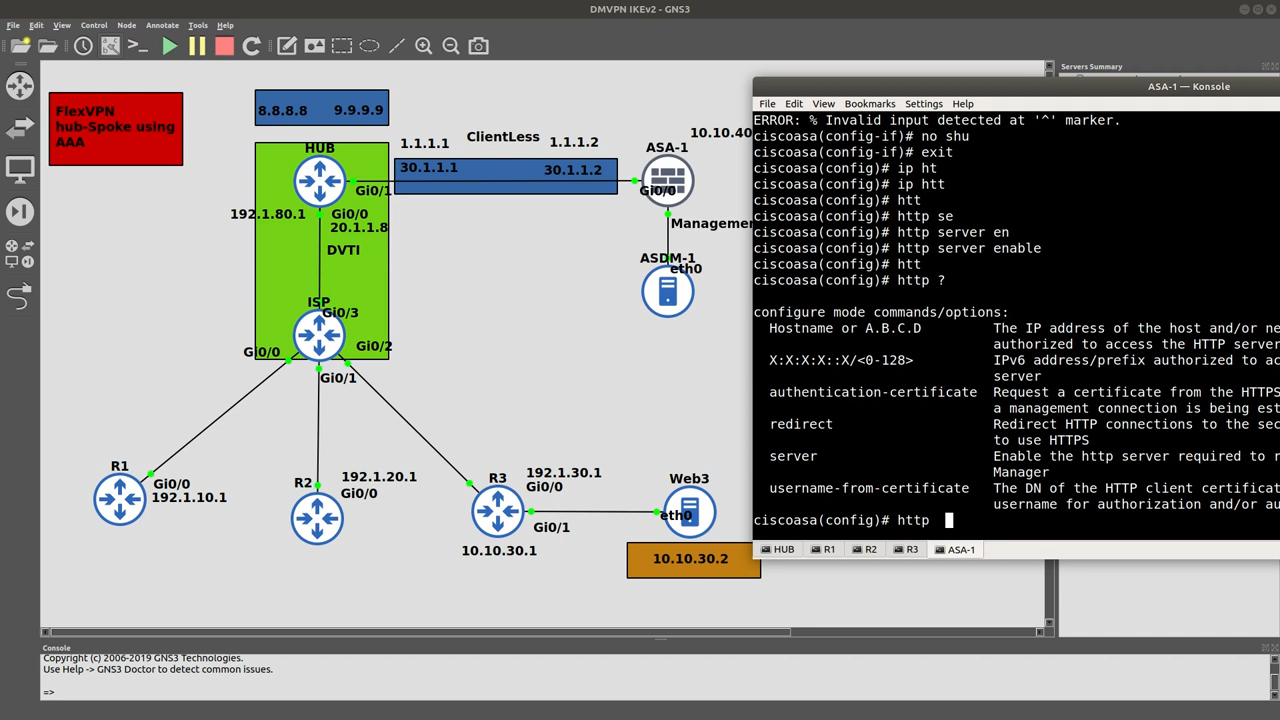 DMVPN IKEv2 - GNS3
File Edit View Control Node Annotate Tools Help
Servers Summary
FlexVPN
hub-Spoke using
AAA
8.8.8.8 9.9.9.9
HUB
1.1.1.1 ClientLess 1.1.1.2
10.10.40
ASA-1
30.1.1.1 30.1.1.2
Gi0/1
Gi0/0
192.1.80.1 Gi0/0
20.1.1.8
DVTI
Management
ASDM-1
eth0
ISP
Gi0/3
Gi0/0
Gi0/2
Gi0/1
R1
Gi0/0
192.1.10.1
R2
192.1.20.1
Gi0/0
R3
192.1.30.1
Gi0/0
Gi0/1
10.10.30.1
Web3
eth0
10.10.30.2
ASA-1 — Konsole
File Edit View Bookmarks Settings Help
ERROR: % Invalid input detected at '^' marker.
ciscoasa(config-if)# no shu
ciscoasa(config-if)# exit
ciscoasa(config)# ip ht
ciscoasa(config)# ip htt
ciscoasa(config)# htt
ciscoasa(config)# http se
ciscoasa(config)# http server en
ciscoasa(config)# http server enable
ciscoasa(config)# htt
ciscoasa(config)# http ?
configure mode commands/options:
Hostname or A.B.C.D The IP address of the host and/or ne
authorized to access the HTTP server
X:X:X:X::X/<0-128> IPv6 address/prefix authorized to ac
server
authentication-certificate Request a certificate from the HTTPS
a management connection is being est
redirect Redirect HTTP connections to the sec
to use HTTPS
server Enable the http server required to r
Manager
username-from-certificate The DN of the HTTP client certificat
username for authorization and/or au
ciscoasa(config)# http
HUB R1 R2 R3 ASA-1
Console
Copyright (c) 2006-2019 GNS3 Technologies.
Use Help -> GNS3 Doctor to detect common issues.
=>